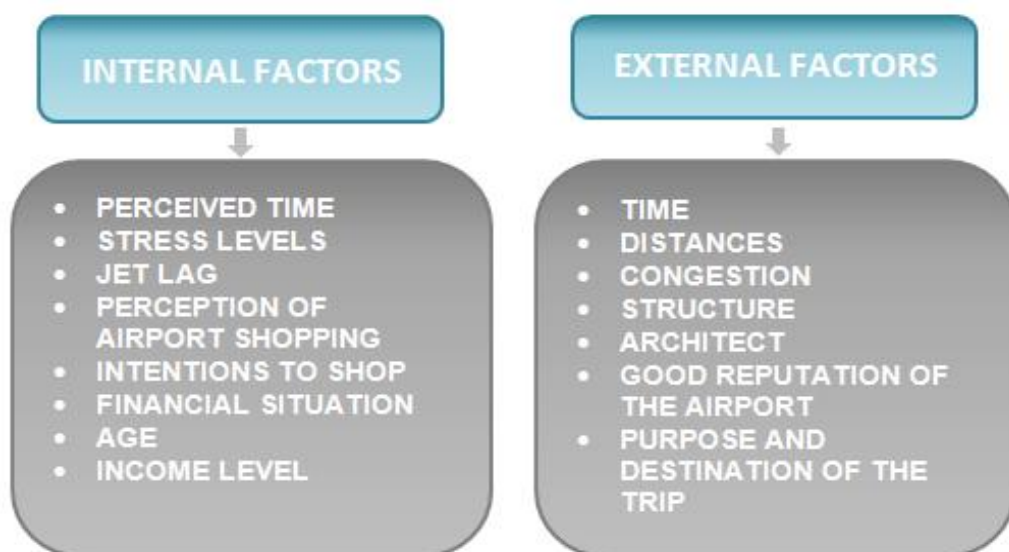 INTERNAL FACTORS
• PERCEIVED TIME
• STRESS LEVELS
• JET LAG
• PERCEPTION OF
AIRPORT SHOPPING
• INTENTIONS TO SHOP
• FINANCIAL SITUATION
• AGE
• INCOME LEVEL
EXTERNAL FACTORS
• TIME
• DISTANCES
• CONGESTION
• STRUCTURE
• ARCHITECT
• GOOD REPUTATION OF
THE AIRPORT
• PURPOSE AND
DESTINATION OF THE
TRIP